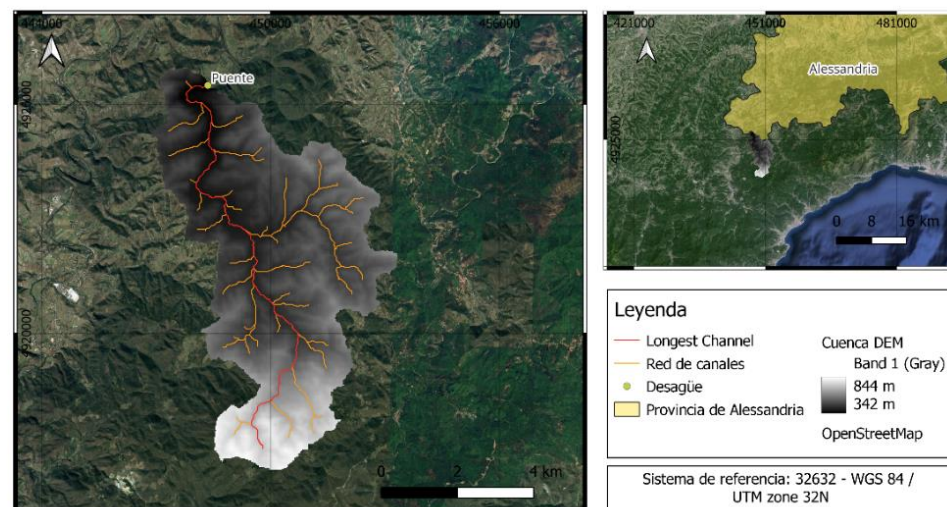 444000
450000
456000
4926000
4920000
Puente
0 2 4 km
421000
451000
481000
4925000
Alessandria
0 8 16 km
Leyenda
Longest Channel
Red de canales
Desagüe
Provincia de Alessandria
Cuenca DEM
Band 1 (Gray)
844 m
342 m
OpenStreetMap
Sistema de referencia: 32632 - WGS 84 /
UTM zone 32N